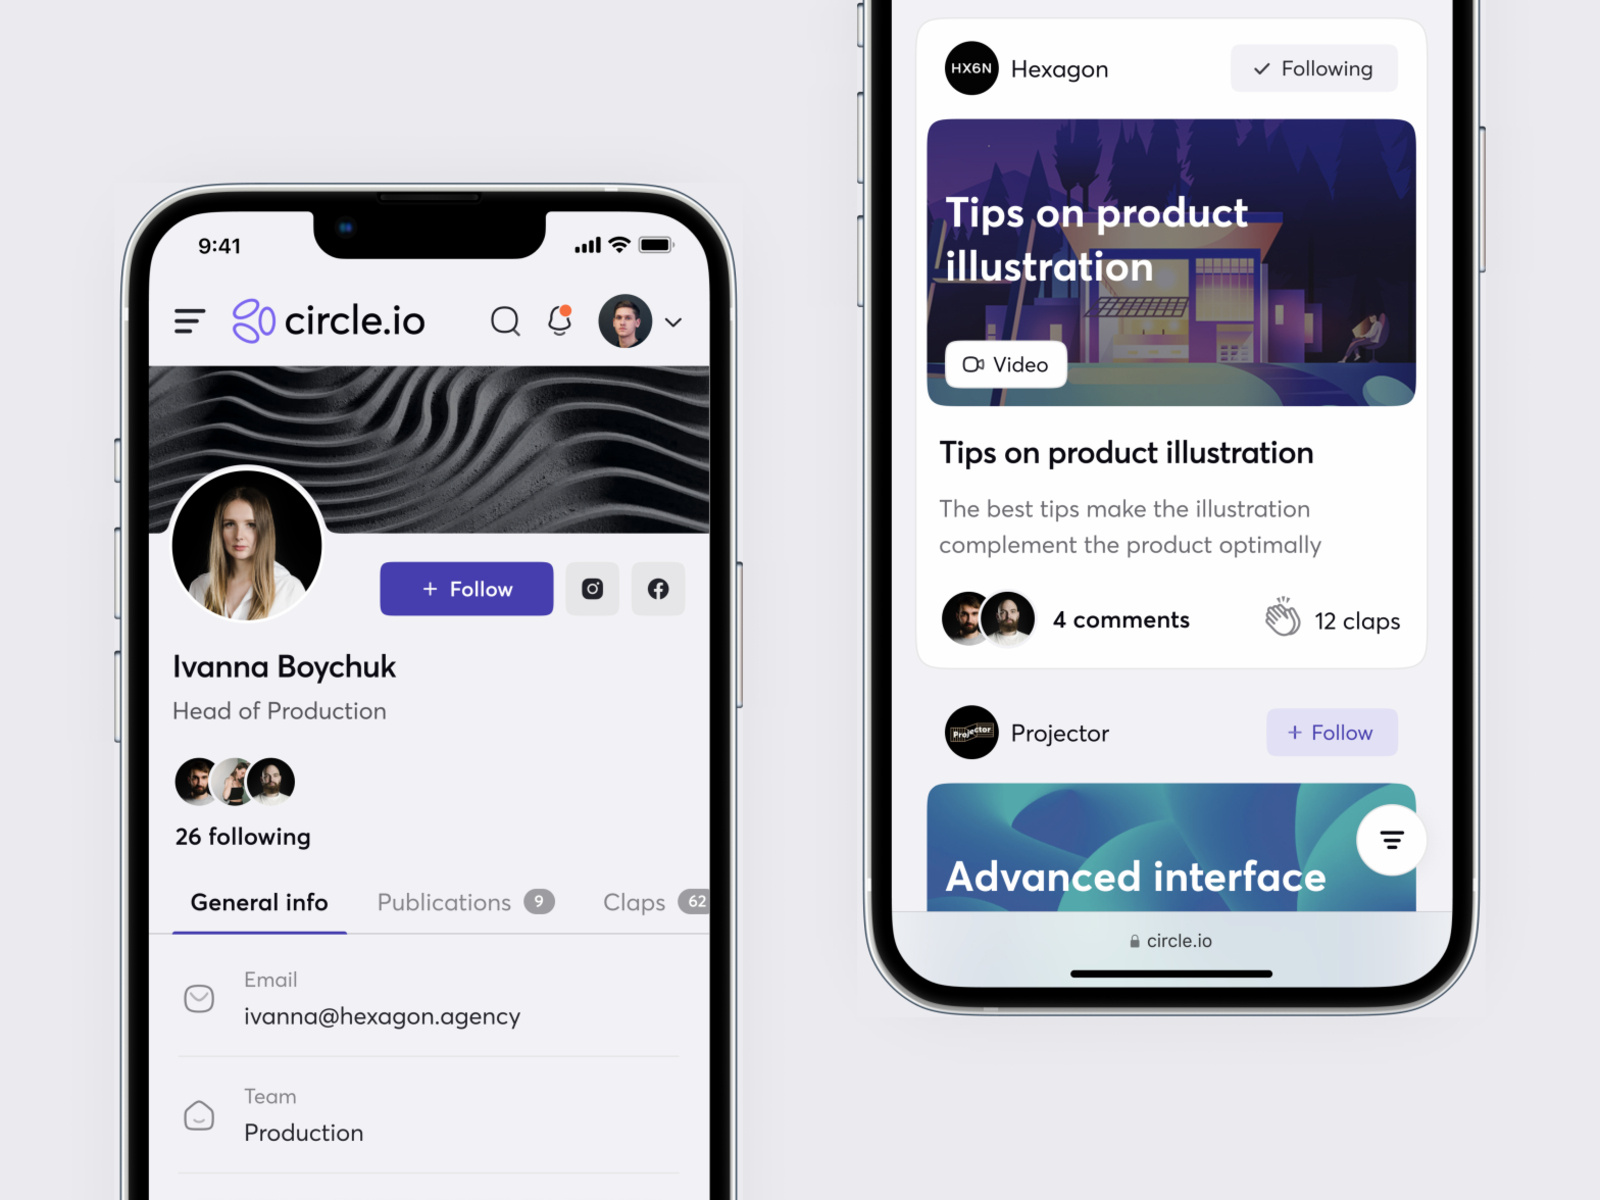 9:41
circle.io
+ Follow
Ivanna Boychuk
Head of Production
26 following
General info
Publications 9
Claps 62
Email
ivanna@hexagon.agency
Team
Production
HX6N
Hexagon
Following
Tips on product
illustration
Video
Tips on product illustration
The best tips make the illustration
complement the product optimally
4 comments
12 claps
Projector
Projector
+ Follow
Advanced interface
circle.io